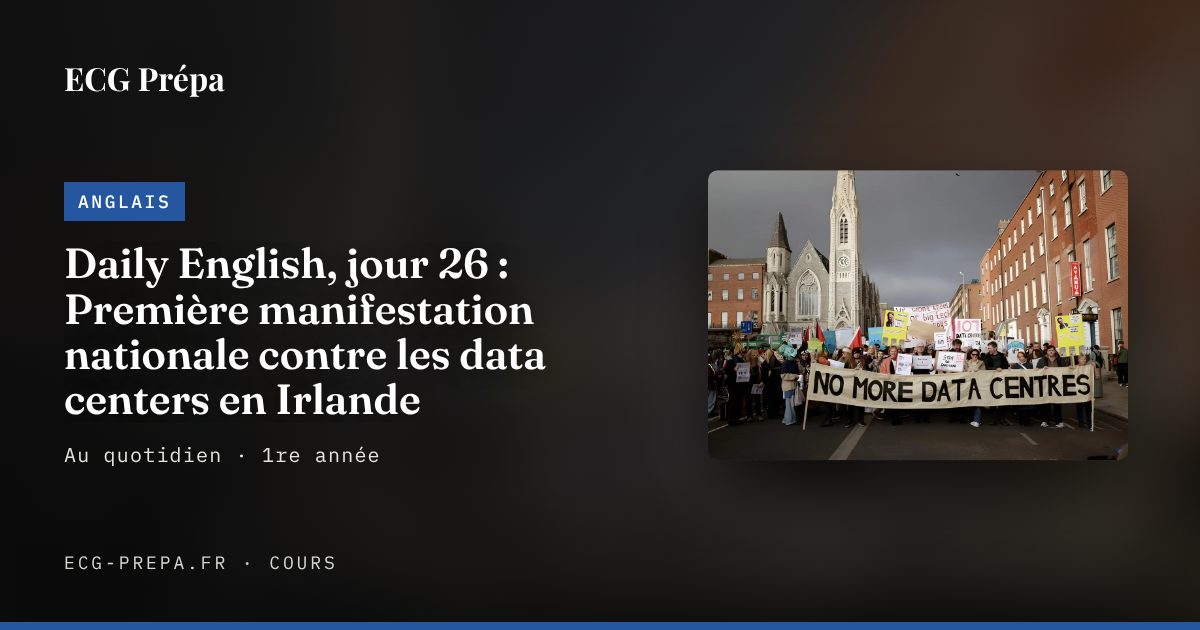 ECG Prépa
ANGLAIS
Daily English, jour 26 :
Première manifestation
nationale contre les data
centers en Irlande
Au quotidien · 1re année
NO MORE DATA CENTRES
ECG-PREPA.FR · COURS